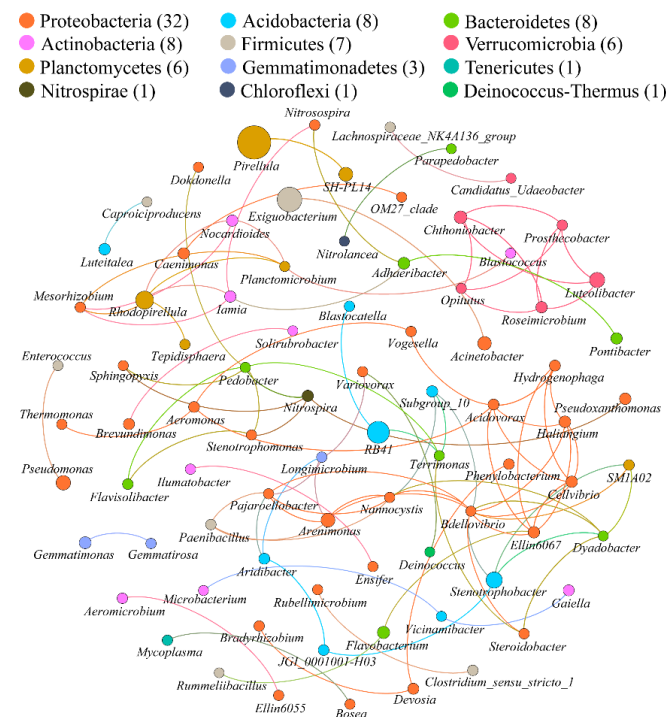 Proteobacteria (32) Acidobacteria (8) Bacteroidetes (8)
Actinobacteria (8) Firmicutes (7) Verrucomicrobia (6)
Planctomycetes (6) Gemmatimonadetes (3) Tenericutes (1)
Nitrospirae (1) Chloroflexi (1) Deinococcus-Thermus (1)
Nitrosospira
Lachnospiraceae_NK4A136_group
Pirellula
Parapedobacter
Dokdonella
SH-PL14
Candidatus_Udaeobacter
Caproiciproducens
Exiguobacterium
OM27_clade
Nocardioides
Chthoniobacter
Prosthecobacter
Luteitalea
Caenimonas
Nitrolancea
Blastococcus
Planctomicrobium
Adhaeribacter
Mesorhizobium
Rhodopirellula
Iamia
Opitutus
Luteolibacter
Blastocatella
Roseimicrobium
Tepidisphaera
Solirubrobacter
Vogesella
Acinetobacter
Pontibacter
Enterococcus
Sphingopyxis
Pedobacter
Variovorax
Hydrogenophaga
Subgroup_10
Nitrospira
Acidovorax
Pseudoxanthomonas
Thermomonas
Brevundimonas
Aeromonas
Haliangium
Stenotrophomonas
RB41
Terrimonas
Pseudomonas
Flavisolibacter
Ilumatobacter
Longimicrobium
Phenylobacterium
SM1A02
Cellvibrio
Pajaroellobacter
Nannocystis
Bdellovibrio
Paenibacillus
Arenimonas
Ellin6067
Dyadobacter
Gemmatimonas
Gemmatirosa
Aridibacter
Deinococcus
Ensifer
Stenotrophobacter
Microbacterium
Rubellimicrobium
Gaiella
Aeromicrobium
Vicinamibacter
Bradyrhizobium
Flavobacterium
Steroidobacter
Mycoplasma
JGI_0001001-H03
Rummeliibacillus
Clostridium_sensu_stricto_1
Ellin6055
Devosia
Bosea